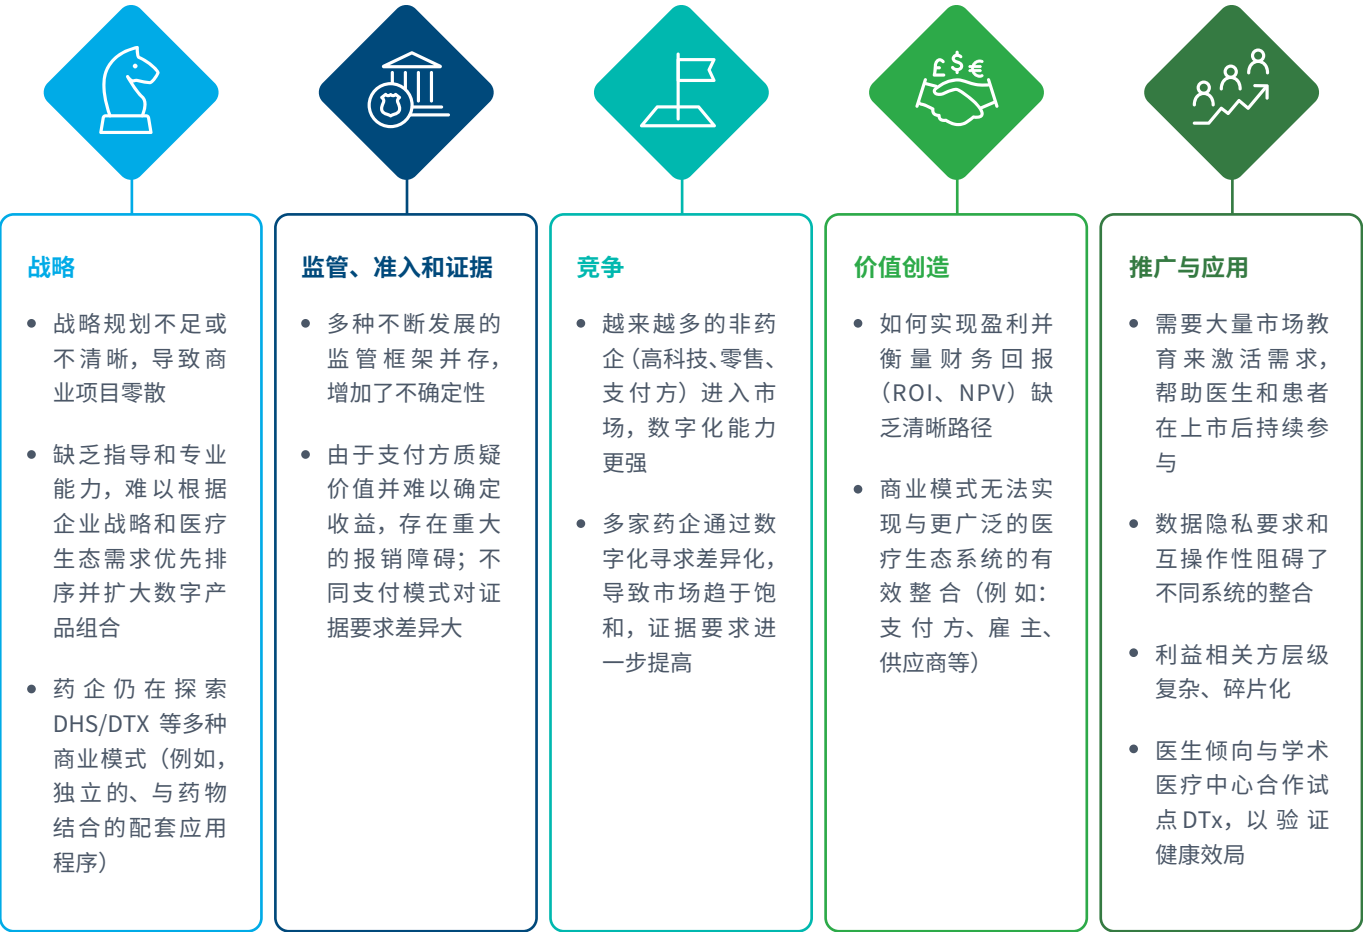 £$€
战略
战略规划不足或
不清晰，导致商
业项目零散
缺乏指导和专业
能力，难以根据
企业战略和医疗
生态需求优先排
序并扩大数字产
品组合
药企仍在探索
DHS/DTX 等多种
商业模式（例如，
独立的、与药物
结合的配套应用
程序）
监管、准入和证据
多种不断发展的
监管框架并存，
增加了不确定性
由于支付方质疑
价值并难以确定
收益，存在重大
的报销障碍；不
同支付模式对证
据要求差异大
竞争
越来越多的非药
企（高科技、零售、
支付方）进入市
场，数字化能力
更强
多家药企通过数
字化寻求差异化，
导致市场趋于饱
和，证据要求进
一步提高
价值创造
如何实现盈利并
衡量财务回报
（ROI、NPV）缺
乏清晰路径
商业模式无法实
现与更广泛的医
疗生态系统的有
效整合（例如：
支付方、雇主、
供应商等）
推广与应用
需要大量市场教
育来激活需求，
帮助医生和患者
在上市后持续参
与
数据隐私要求和
互操作性阻碍了
不同系统的整合
利益相关方层级
复杂、碎片化
医生倾向与学术
医疗中心合作试
点DTx，以验证
健康效局